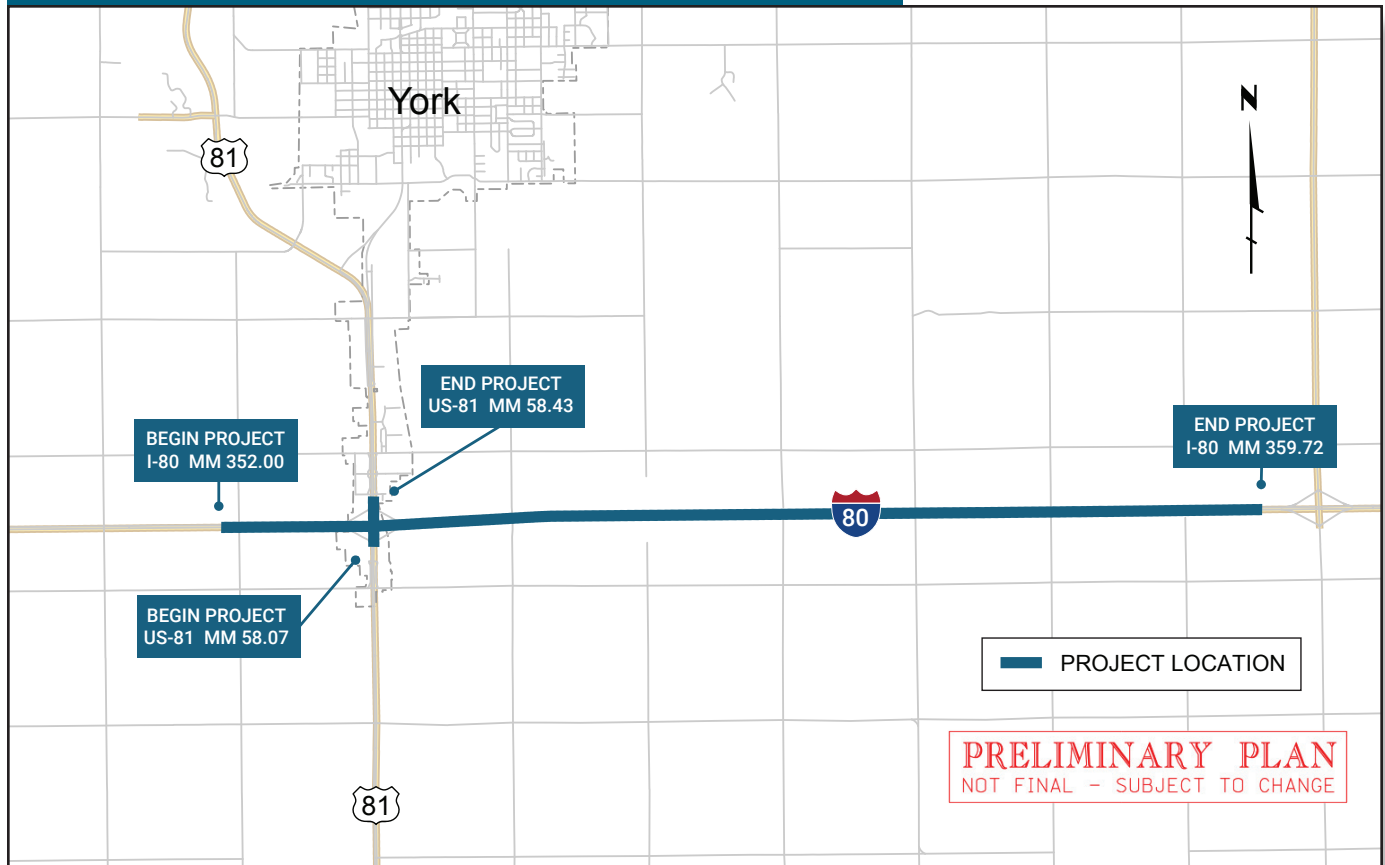 York
N
81
END PROJECT
US-81 MM 58.43
BEGIN PROJECT
I-80 MM 352.00
END PROJECT
I-80 MM 359.72
80
BEGIN PROJECT
US-81 MM 58.07
PROJECT LOCATION
PRELIMINARY PLAN
NOT FINAL - SUBJECT TO CHANGE
81